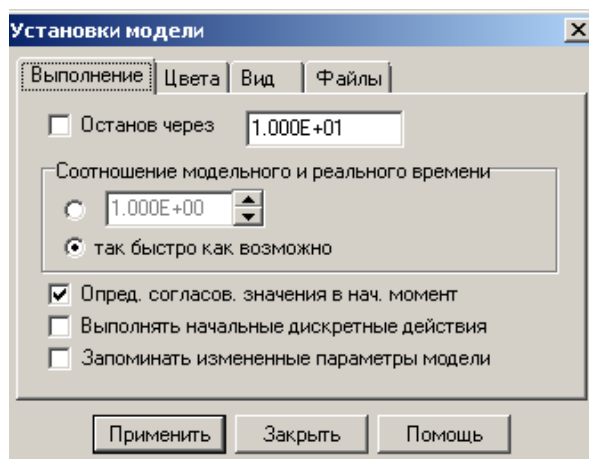 Установки модели
Выполнение Цвета Вид Файлы
Останов через 1.000E+01
Соотношение модельного и реального времени
1.000E+00
так быстро как возможно
Опред. согласов. значения в нач. момент
Выполнять начальные дискретные действия
Запоминать измененные параметры модели
Применить Закрыть Помощь